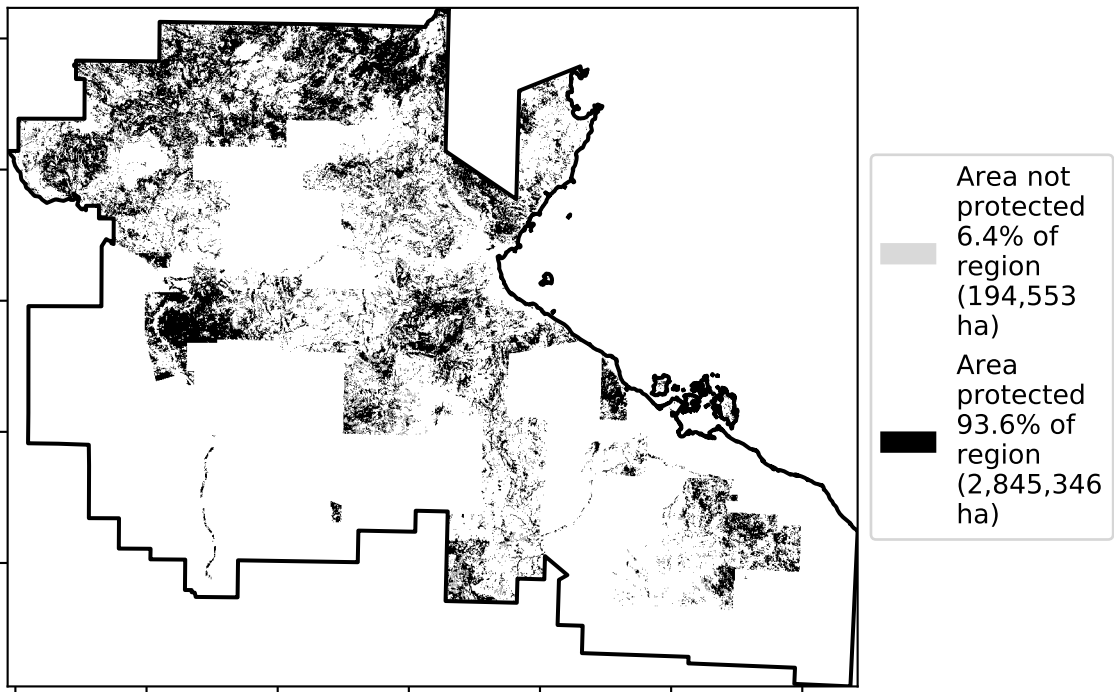 Area not
protected
6.4% of
region
(194,553
ha)
Area
protected
93.6% of
region
(2,845,346
ha)